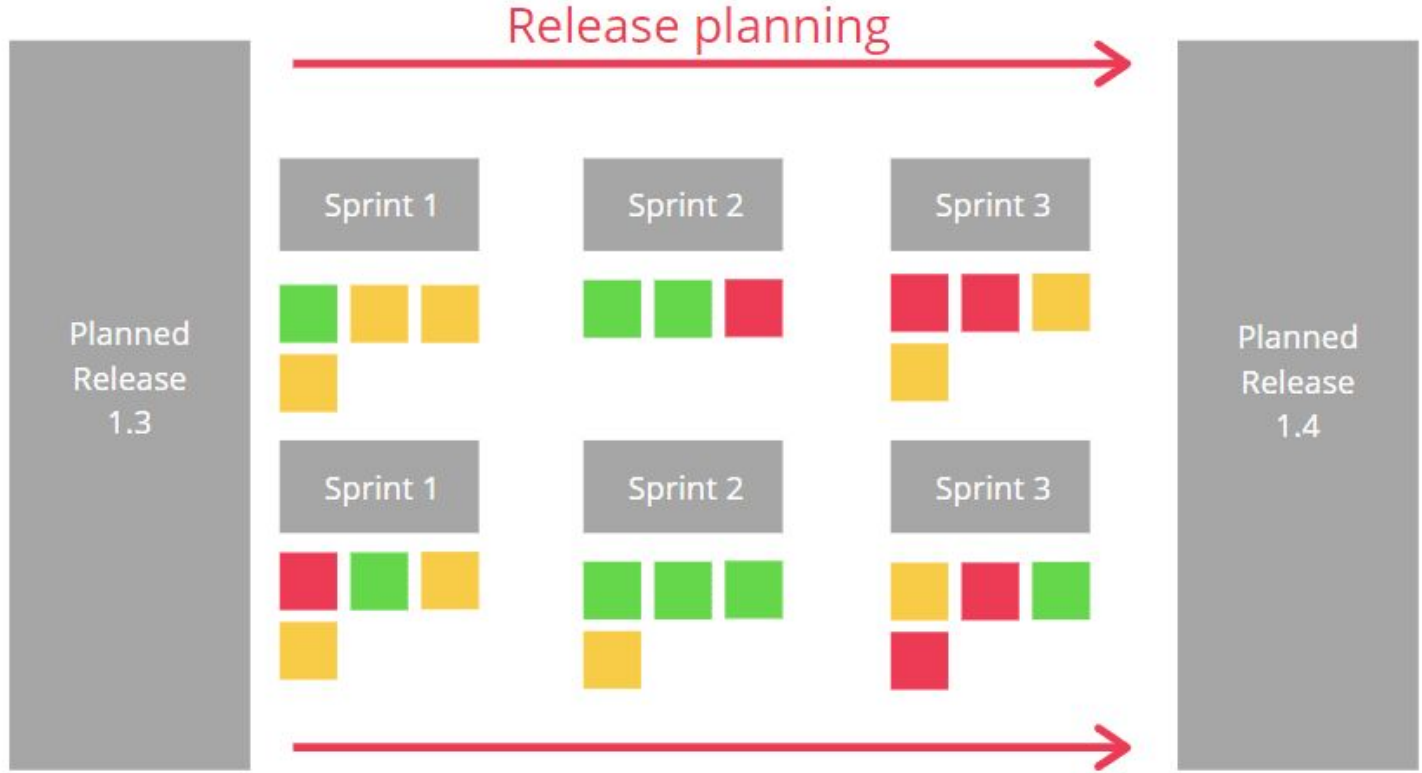 Release planning
Planned
Release
1.3
Sprint 1
Sprint 2
Sprint 3
Sprint 1
Sprint 2
Sprint 3
Planned
Release
1.4